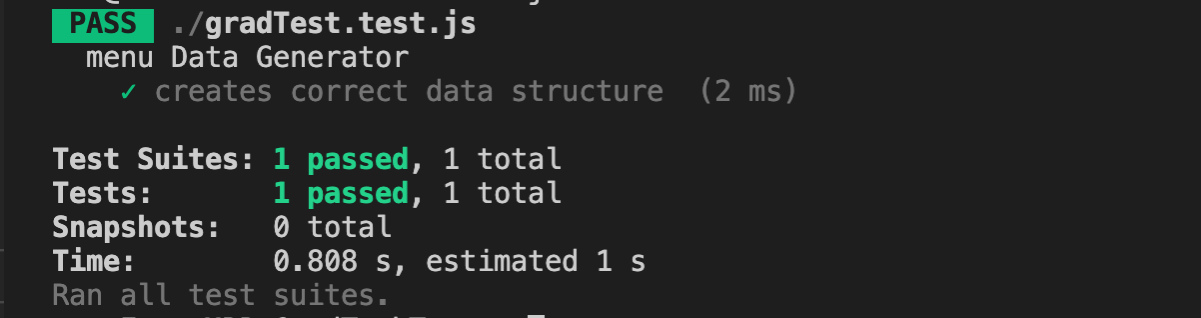 PASS ./gradTest.test.js
menu Data Generator
✓ creates correct data structure (2 ms)
Test Suites: 1 passed, 1 total
Tests: 1 passed, 1 total
Snapshots: 0 total
Time: 0.808 s, estimated 1 s
Ran all test suites.